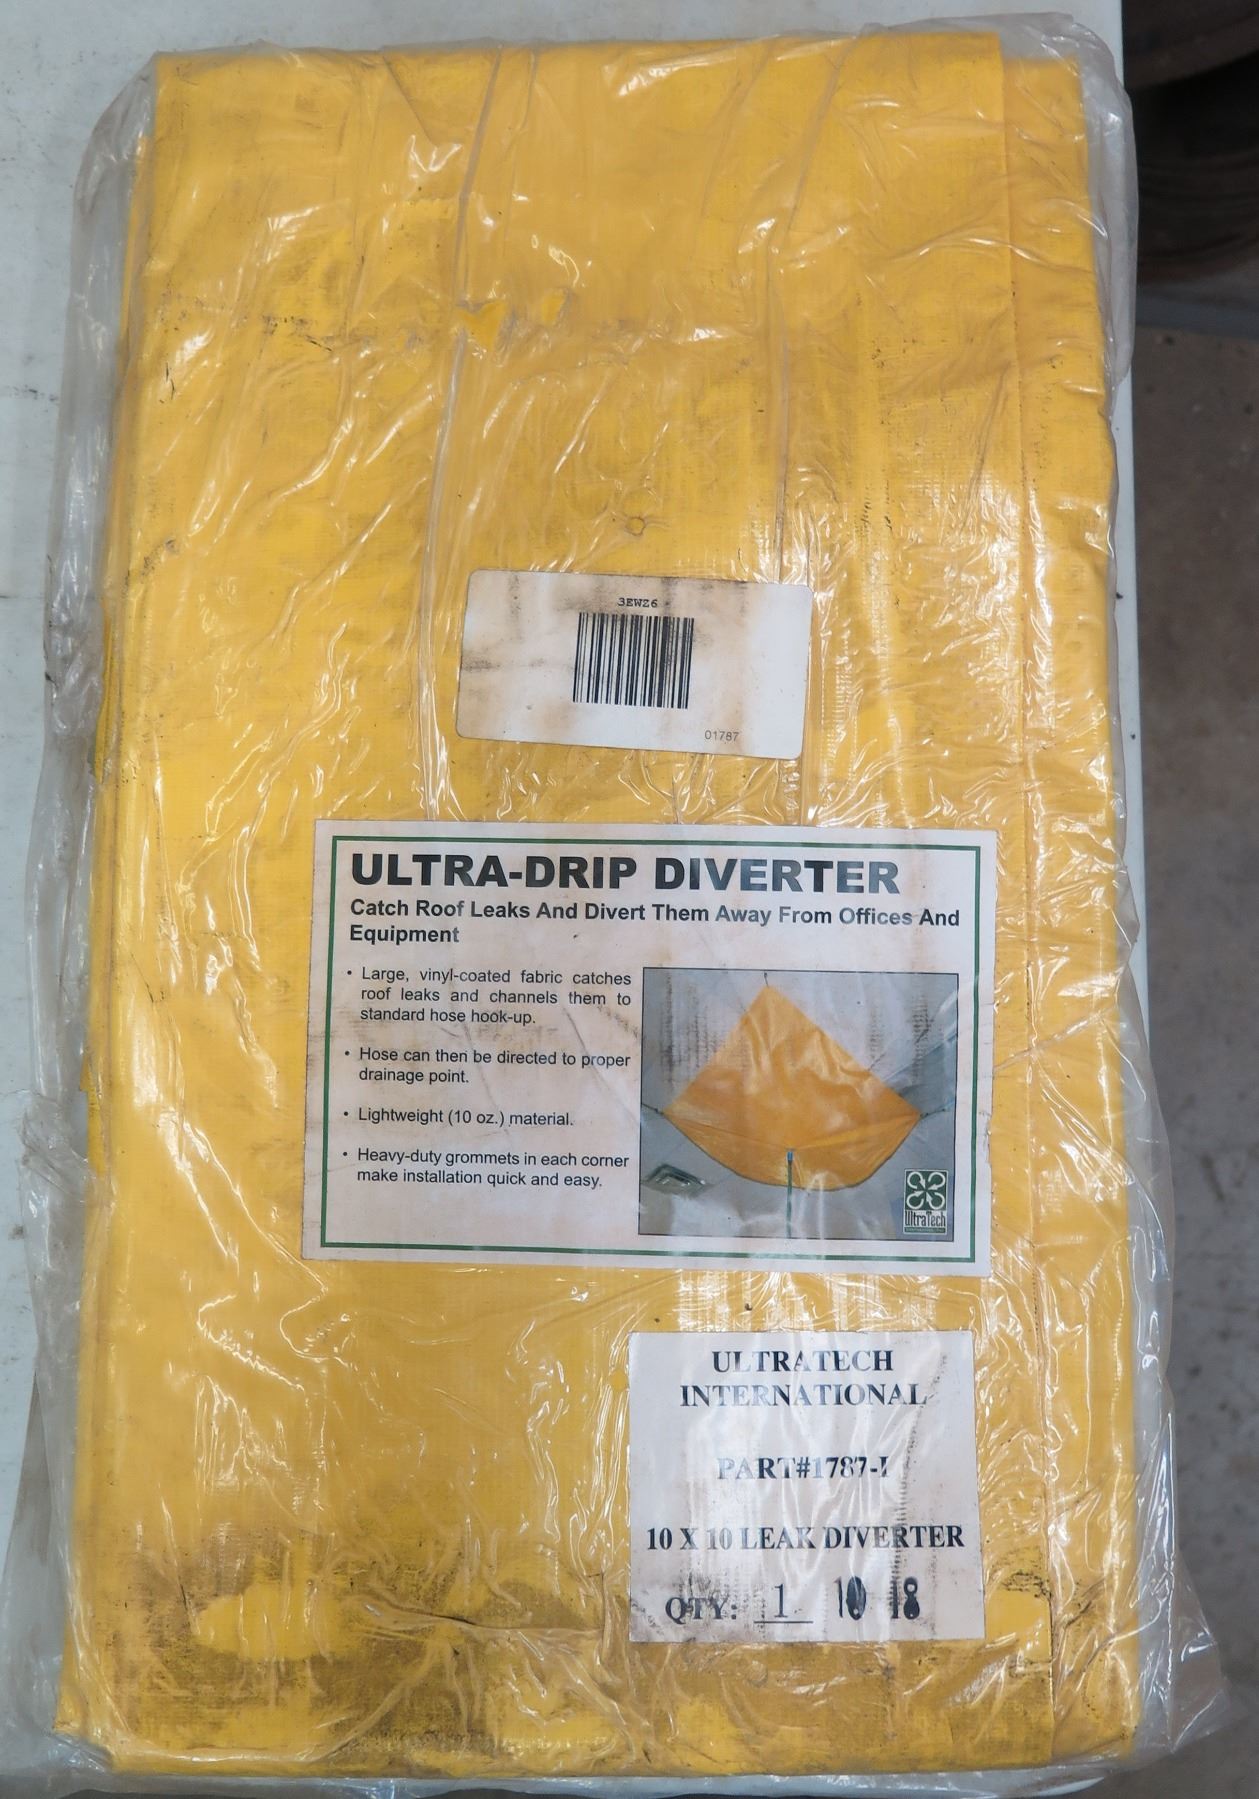 3EWZ6
01787
ULTRA-DRIP DIVERTER
Catch Roof Leaks And Divert Them Away From Offices And
Equipment
• Large, vinyl-coated fabric catches
roof leaks and channels them to
standard hose hook-up.
• Hose can then be directed to proper
drainage point.
• Lightweight (10 oz.) material.
• Heavy-duty grommets in each corner
make installation quick and easy.
UltraTech
ULTRATECH
INTERNATIONAL
PART#1787-I
10 X 10 LEAK DIVERTER
QTY: 1 10 18